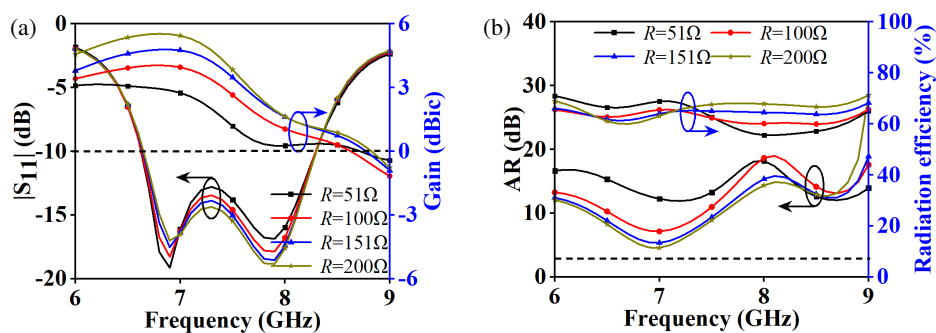 (a)
|S11| (dB)
0
-5
-10
-15
-20
6
7
8
9
Frequency (GHz)
R=51Ω
R=100Ω
R=151Ω
R=200Ω
6
3
0
-3
-6
Gain (dBic)
(b)
AR (dB)
40
30
20
10
0
6
7
8
9
Frequency (GHz)
R=51Ω
R=100Ω
R=151Ω
R=200Ω
100
80
60
40
20
0
Radiation efficiency (%)